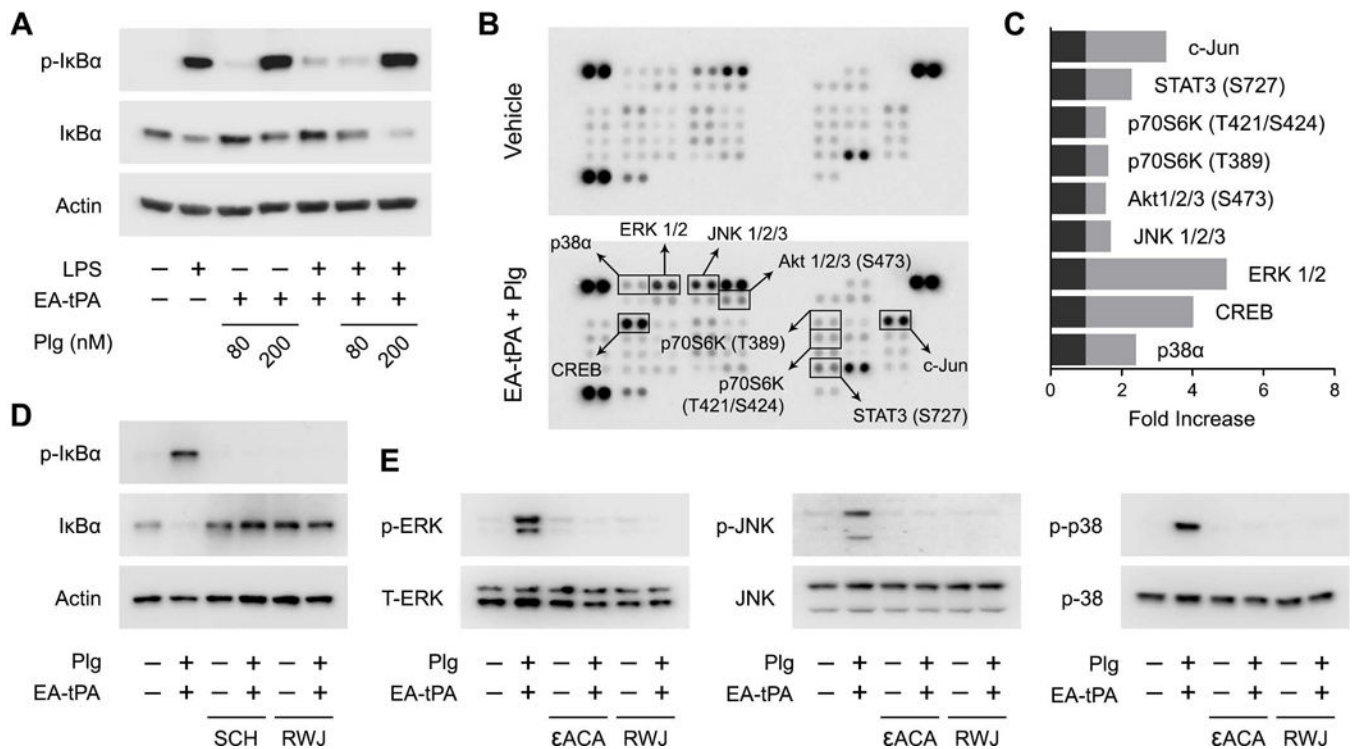 A
p-IκBα
IκBα
Actin
LPS − + − − + + +
EA-tPA − − + + + + +
Plg (nM) 80 200 80 200
B
Vehicle
EA-tPA + Plg
p38α
ERK 1/2
JNK 1/2/3
Akt 1/2/3 (S473)
p70S6K (T389)
CREB
p70S6K
(T421/S424)
c-Jun
STAT3 (S727)
C
c-Jun
STAT3 (S727)
p70S6K (T421/S424)
p70S6K (T389)
Akt1/2/3 (S473)
JNK 1/2/3
ERK 1/2
CREB
p38α
0 2 4 6 8
Fold Increase
D
p-IκBα
IκBα
Actin
Plg − + − + − +
EA-tPA − + − + − +
SCH RWJ
E
p-ERK
T-ERK
Plg − + − + − +
EA-tPA − + − + − +
εACA RWJ
p-JNK
JNK
Plg − + − + − +
EA-tPA − + − + − +
εACA RWJ
p-p38
p-38
Plg − + − + − +
EA-tPA − + − + − +
εACA RWJ